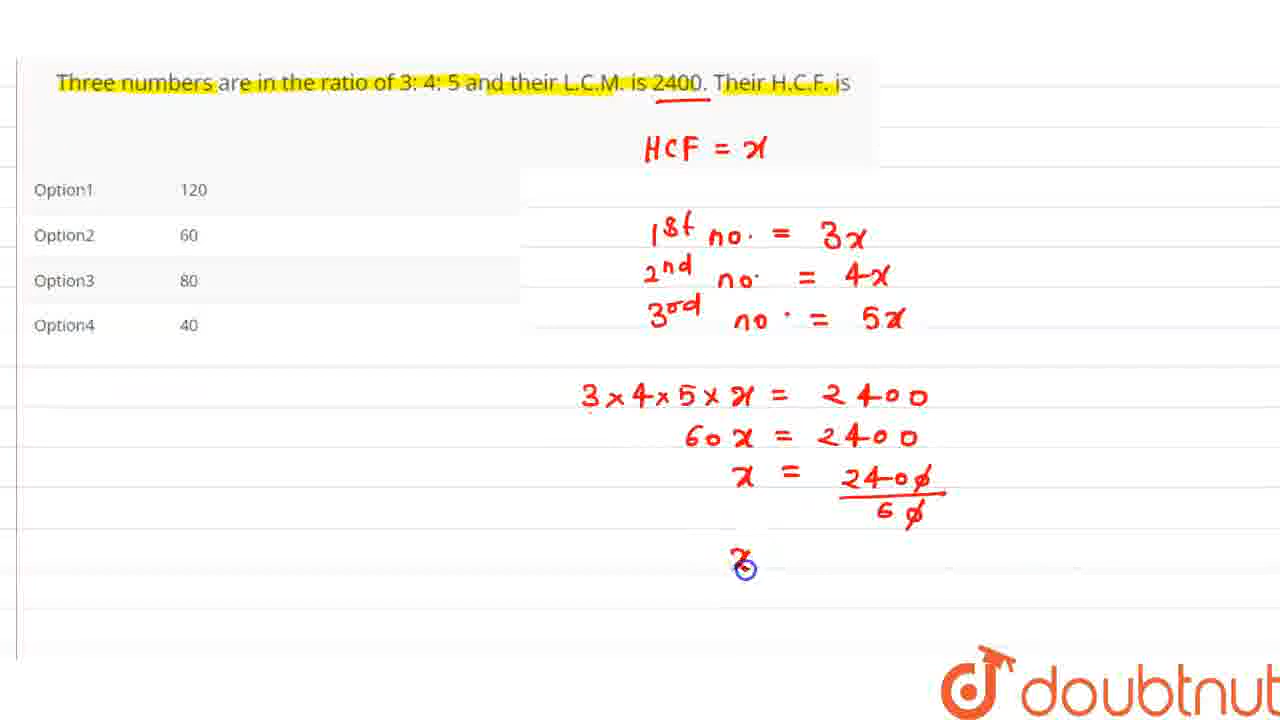 Three numbers are in the ratio of 3: 4: 5 and their L.C.M. is 2400. Their H.C.F. is
HCF = x
Option1 120
Option2 60
Option3 80
Option4 40
1st no. = 3x
2nd no. = 4x
3rd no. = 5x
3 x 4 x 5 x x = 2400
60 x = 2400
x = 2400
60
x
doubtnut